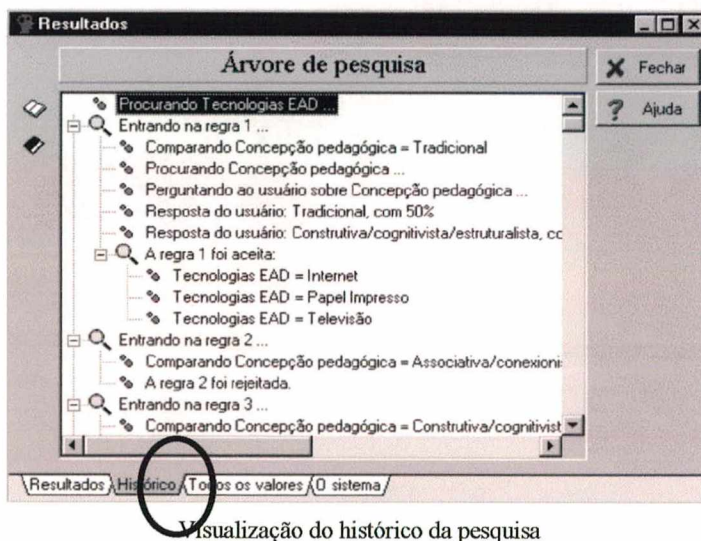 Resultados
Árvore de pesquisa
Fechar
Ajuda
Procurando Tecnologias EAD ...
Entrando na regra 1 ...
Comparando Concepção pedagógica = Tradicional
Procurando Concepção pedagógica ...
Perguntando ao usuário sobre Concepção pedagógica ...
Resposta do usuário: Tradicional, com 50%
Resposta do usuário: Construtiva/cognitivista/estruturalista, cc
A regra 1 foi aceita:
Tecnologias EAD = Internet
Tecnologias EAD = Papel Impresso
Tecnologias EAD = Televisão
Entrando na regra 2 ...
Comparando Concepção pedagógica = Associativa/conexioni
A regra 2 foi rejeitada.
Entrando na regra 3 ...
Comparando Concepção pedagógica = Construtiva/cognitivist
Resultados Histórico Todos os valores O sistema
Visualização do histórico da pesquisa